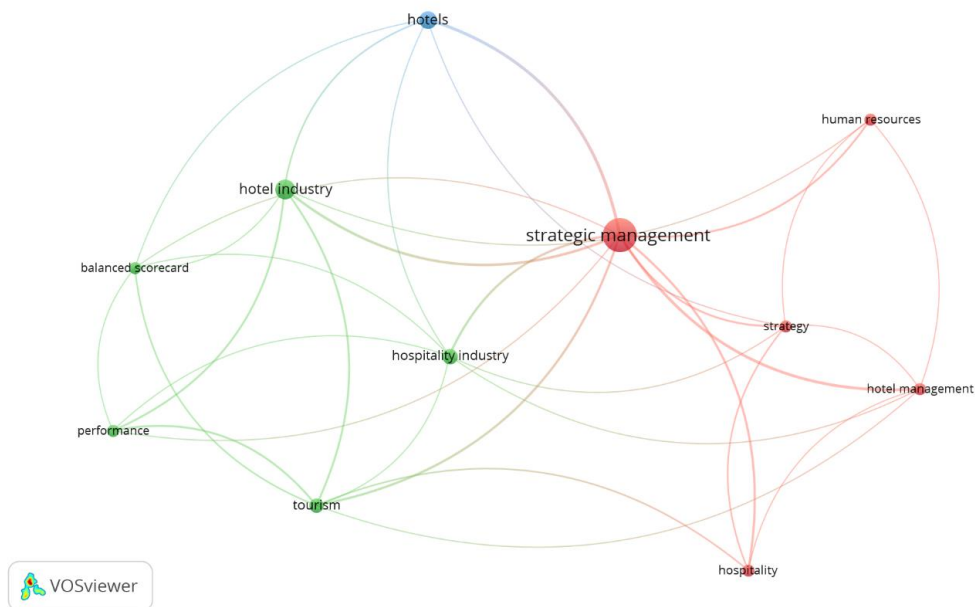 hotels
human resources
hotel industry
strategic management
balanced scorecard
strategy
hospitality industry
hotel management
performance
tourism
hospitality
VOSviewer